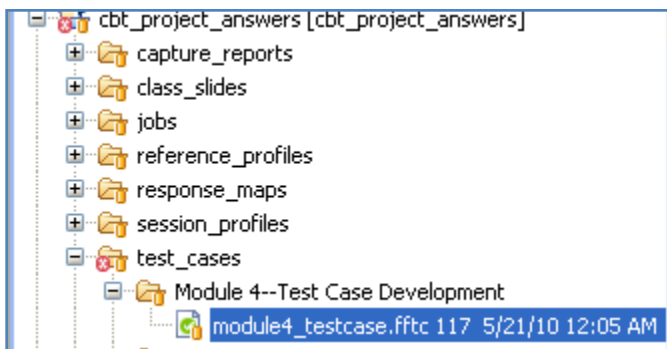 cbt_project_answers [cbt_project_answers]
capture_reports
class_slides
jobs
reference_profiles
response_maps
session_profiles
test_cases
Module 4--Test Case Development
module4_testcase.fftc 117 5/21/10 12:05 AM